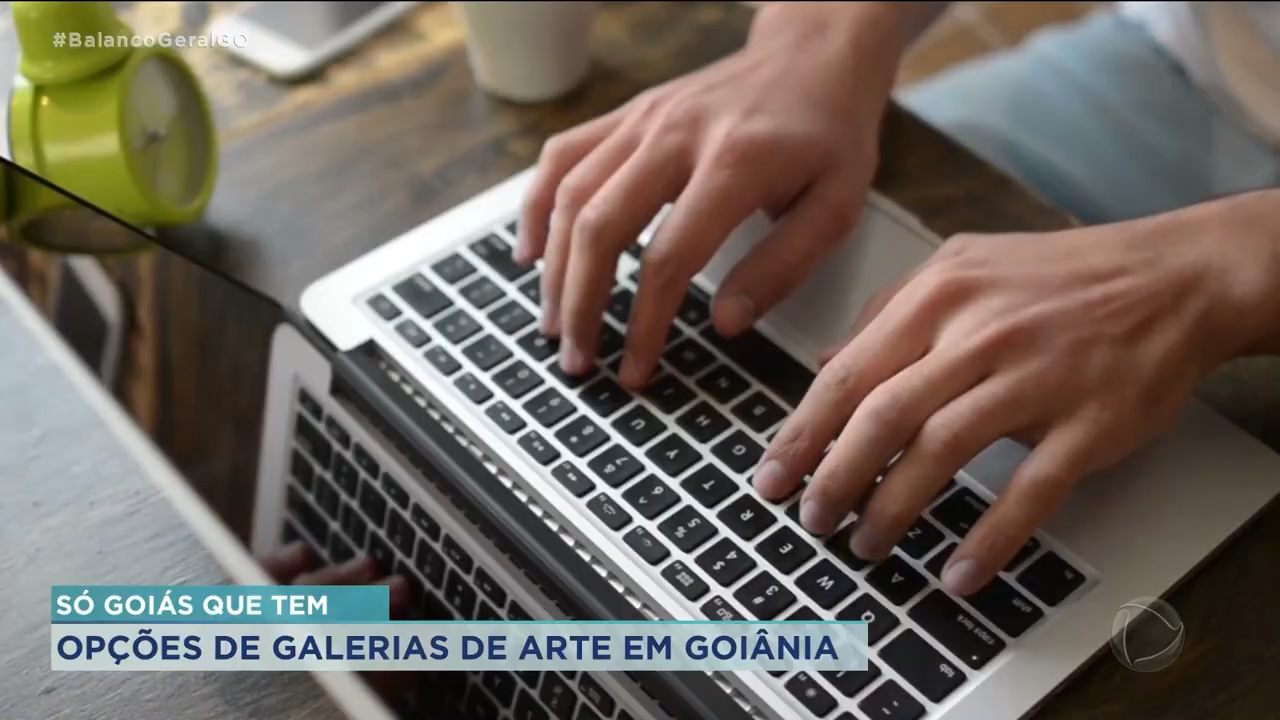 #BalancoGeralGO
SÓ GOIÁS QUE TEM
OPÇÕES DE GALERIAS DE ARTE EM GOIÂNIA